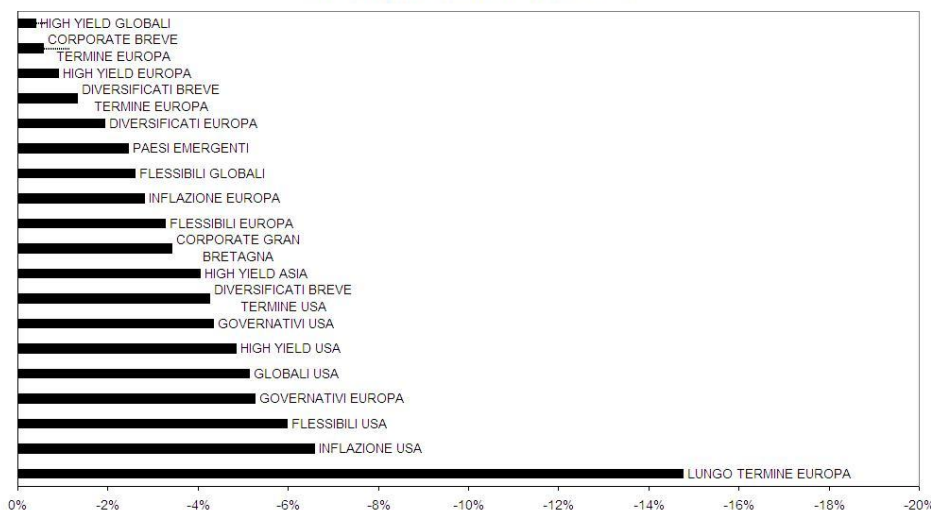 HIGH YIELD GLOBALI
CORPORATE BREVE
TERMINE EUROPA
HIGH YIELD EUROPA
DIVERSIFICATI BREVE
TERMINE EUROPA
DIVERSIFICATI EUROPA
PAESI EMERGENTI
FLESSIBILI GLOBALI
INFLAZIONE EUROPA
FLESSIBILI EUROPA
CORPORATE GRAN
BRETAGNA
HIGH YIELD ASIA
DIVERSIFICATI BREVE
TERMINE USA
GOVERNATIVI USA
HIGH YIELD USA
GLOBALI USA
GOVERNATIVI EUROPA
FLESSIBILI USA
INFLAZIONE USA
LUNGO TERMINE EUROPA
0% -2% -4% -6% -8% -10% -12% -14% -16% -18% -20%